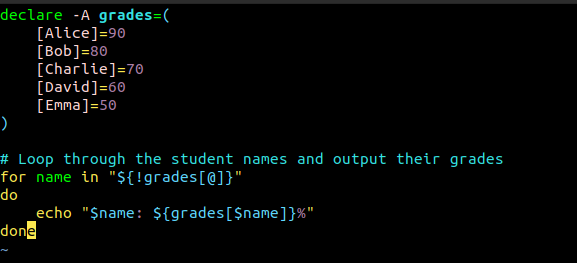 declare -A grades=(
    [Alice]=90
    [Bob]=80
    [Charlie]=70
    [David]=60
    [Emma]=50
)

# Loop through the student names and output their grades
for name in "${!grades[@]}"
do
    echo "$name: ${grades[$name]}%"
done
~